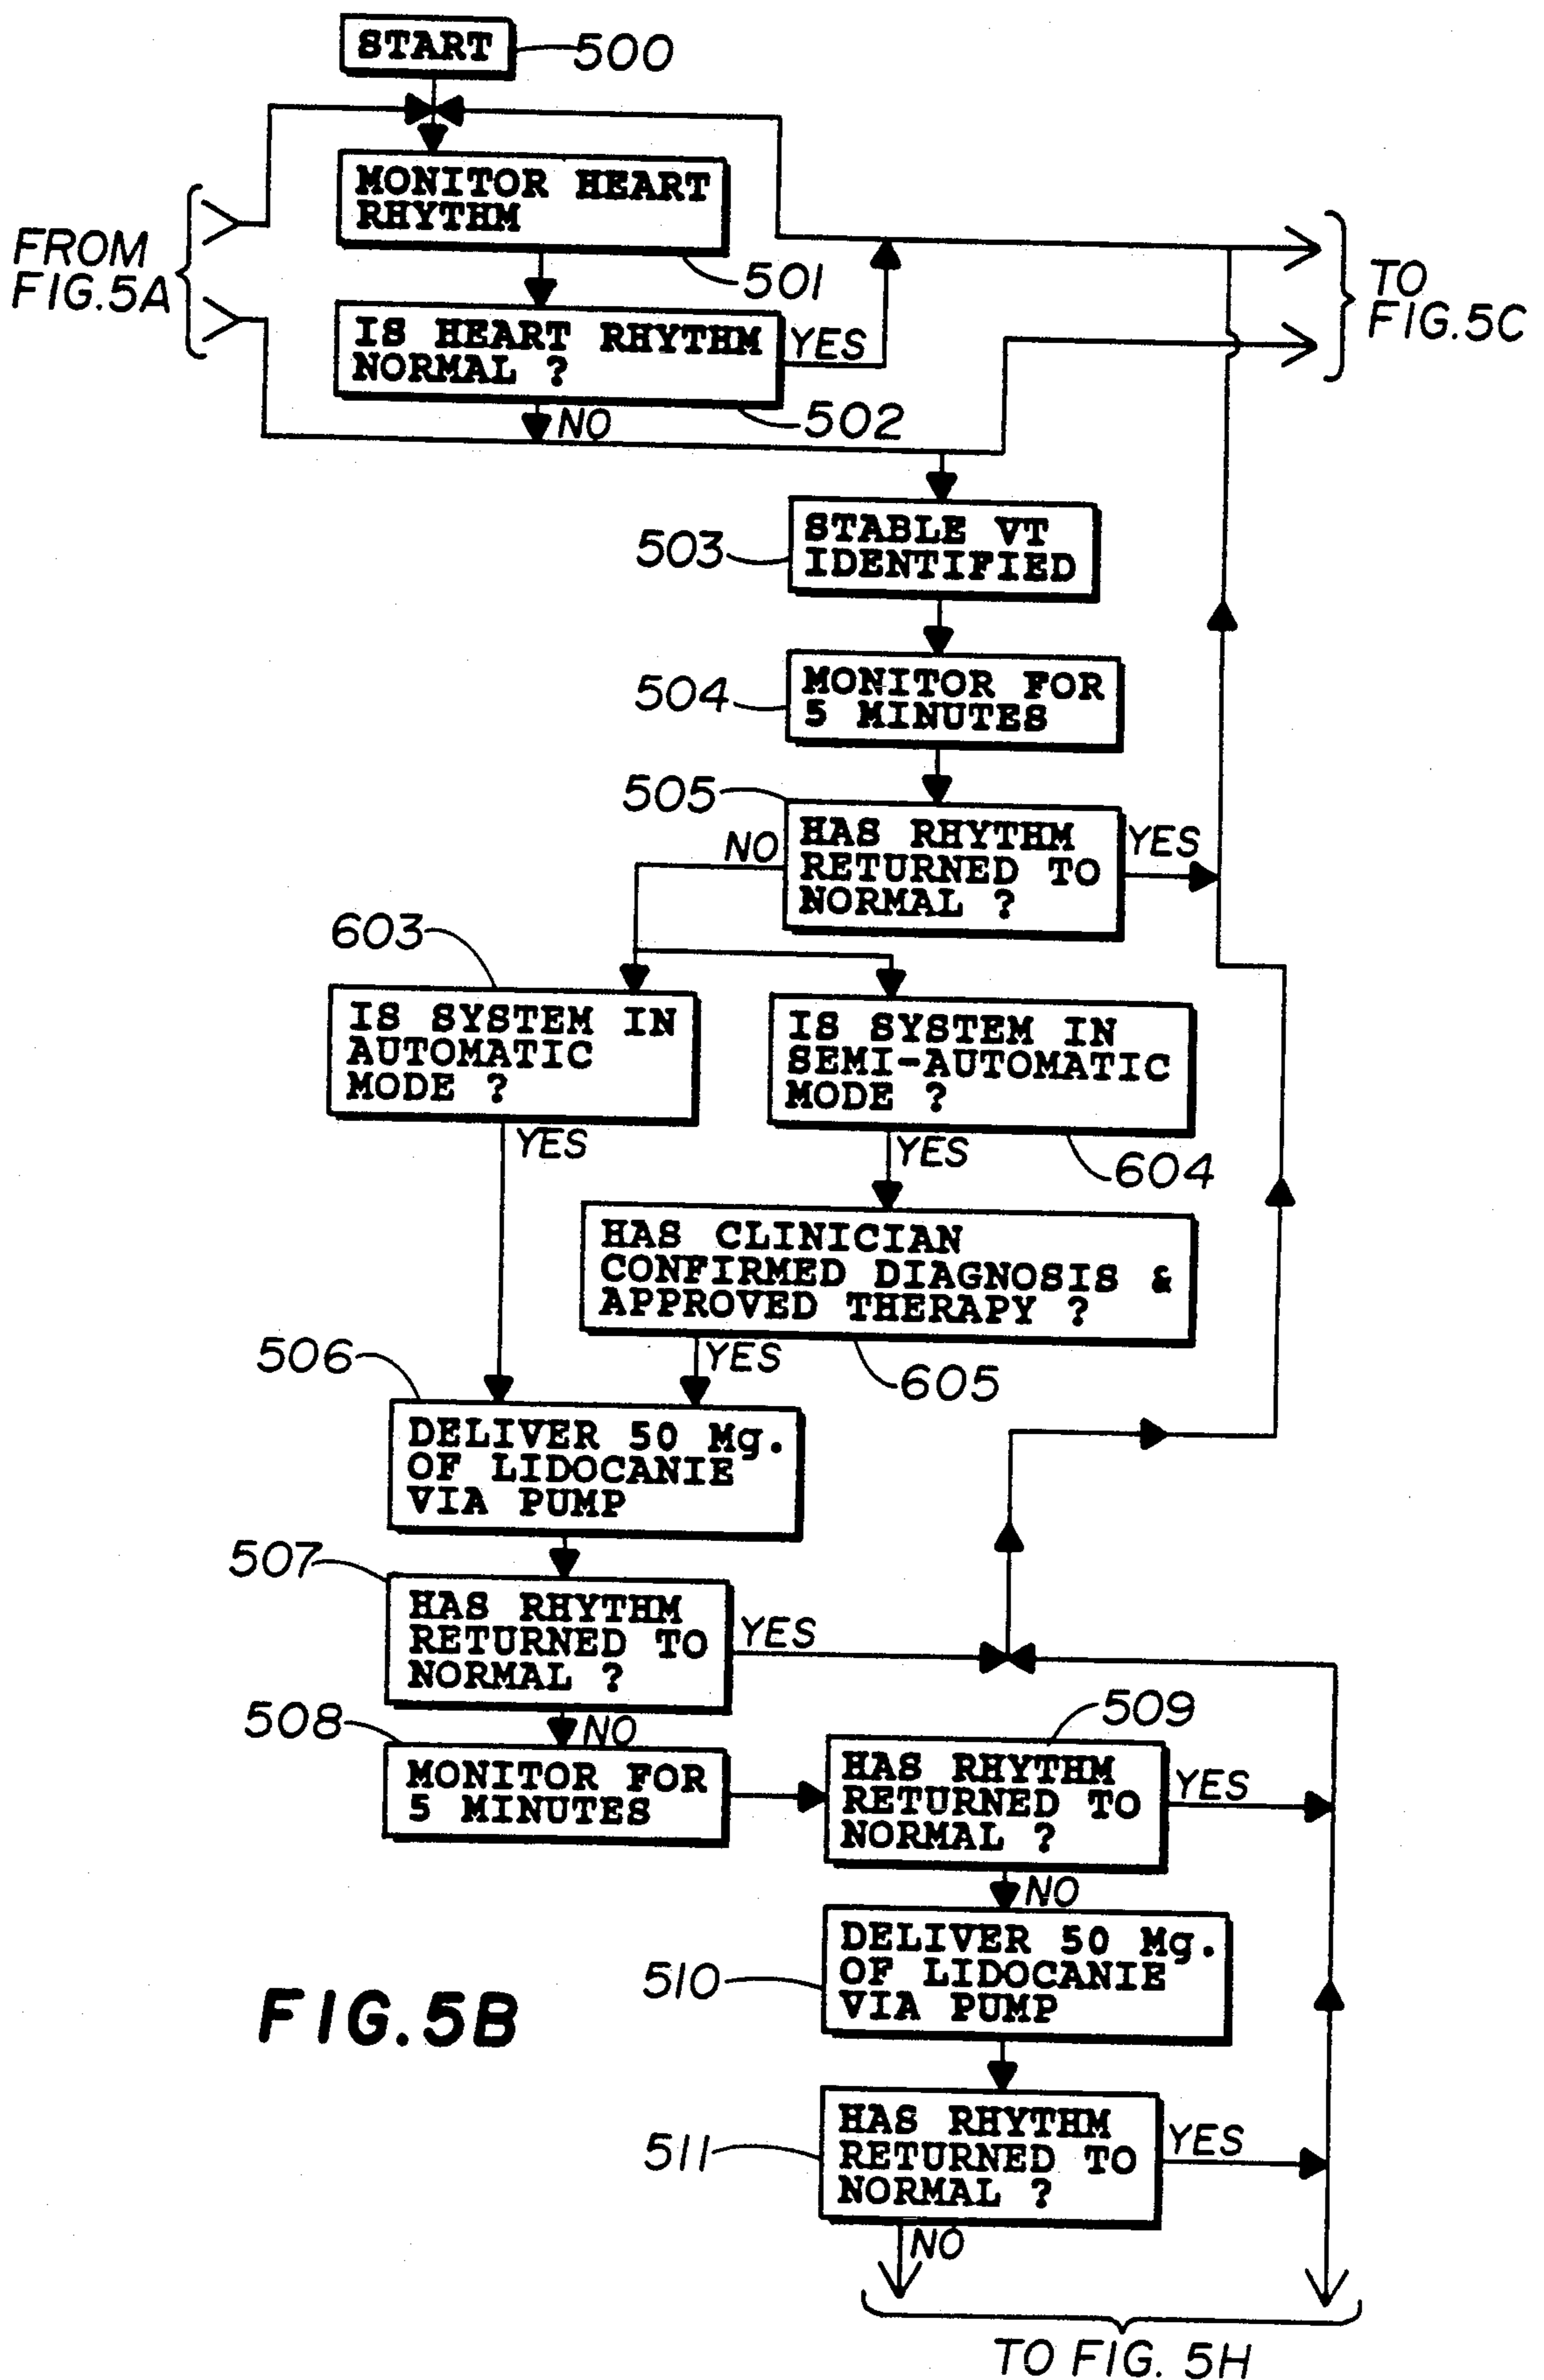 START
500
MONITOR HEART
RHYTHM
501
FROM
FIG.5A
TO
FIG.5C
IS HEART RHYTHM
NORMAL ?
YES
502
NO
503
STABLE VT
IDENTIFIED
504
MONITOR FOR
5 MINUTES
505
HAS RHYTHM
RETURNED TO
NORMAL ?
YES
NO
603
IS SYSTEM IN
AUTOMATIC
MODE ?
YES
IS SYSTEM IN
SEMI-AUTOMATIC
MODE ?
YES
604
HAS CLINICIAN
CONFIRMED DIAGNOSIS &
APPROVED THERAPY ?
YES
605
506
DELIVER 50 Mg.
OF LIDOCANIE
VIA PUMP
507
HAS RHYTHM
RETURNED TO
NORMAL ?
YES
NO
508
MONITOR FOR
5 MINUTES
509
HAS RHYTHM
RETURNED TO
NORMAL ?
YES
NO
510
DELIVER 50 Mg.
OF LIDOCANIE
VIA PUMP
FIG.5B
511
HAS RHYTHM
RETURNED TO
NORMAL ?
YES
NO
TO FIG. 5H